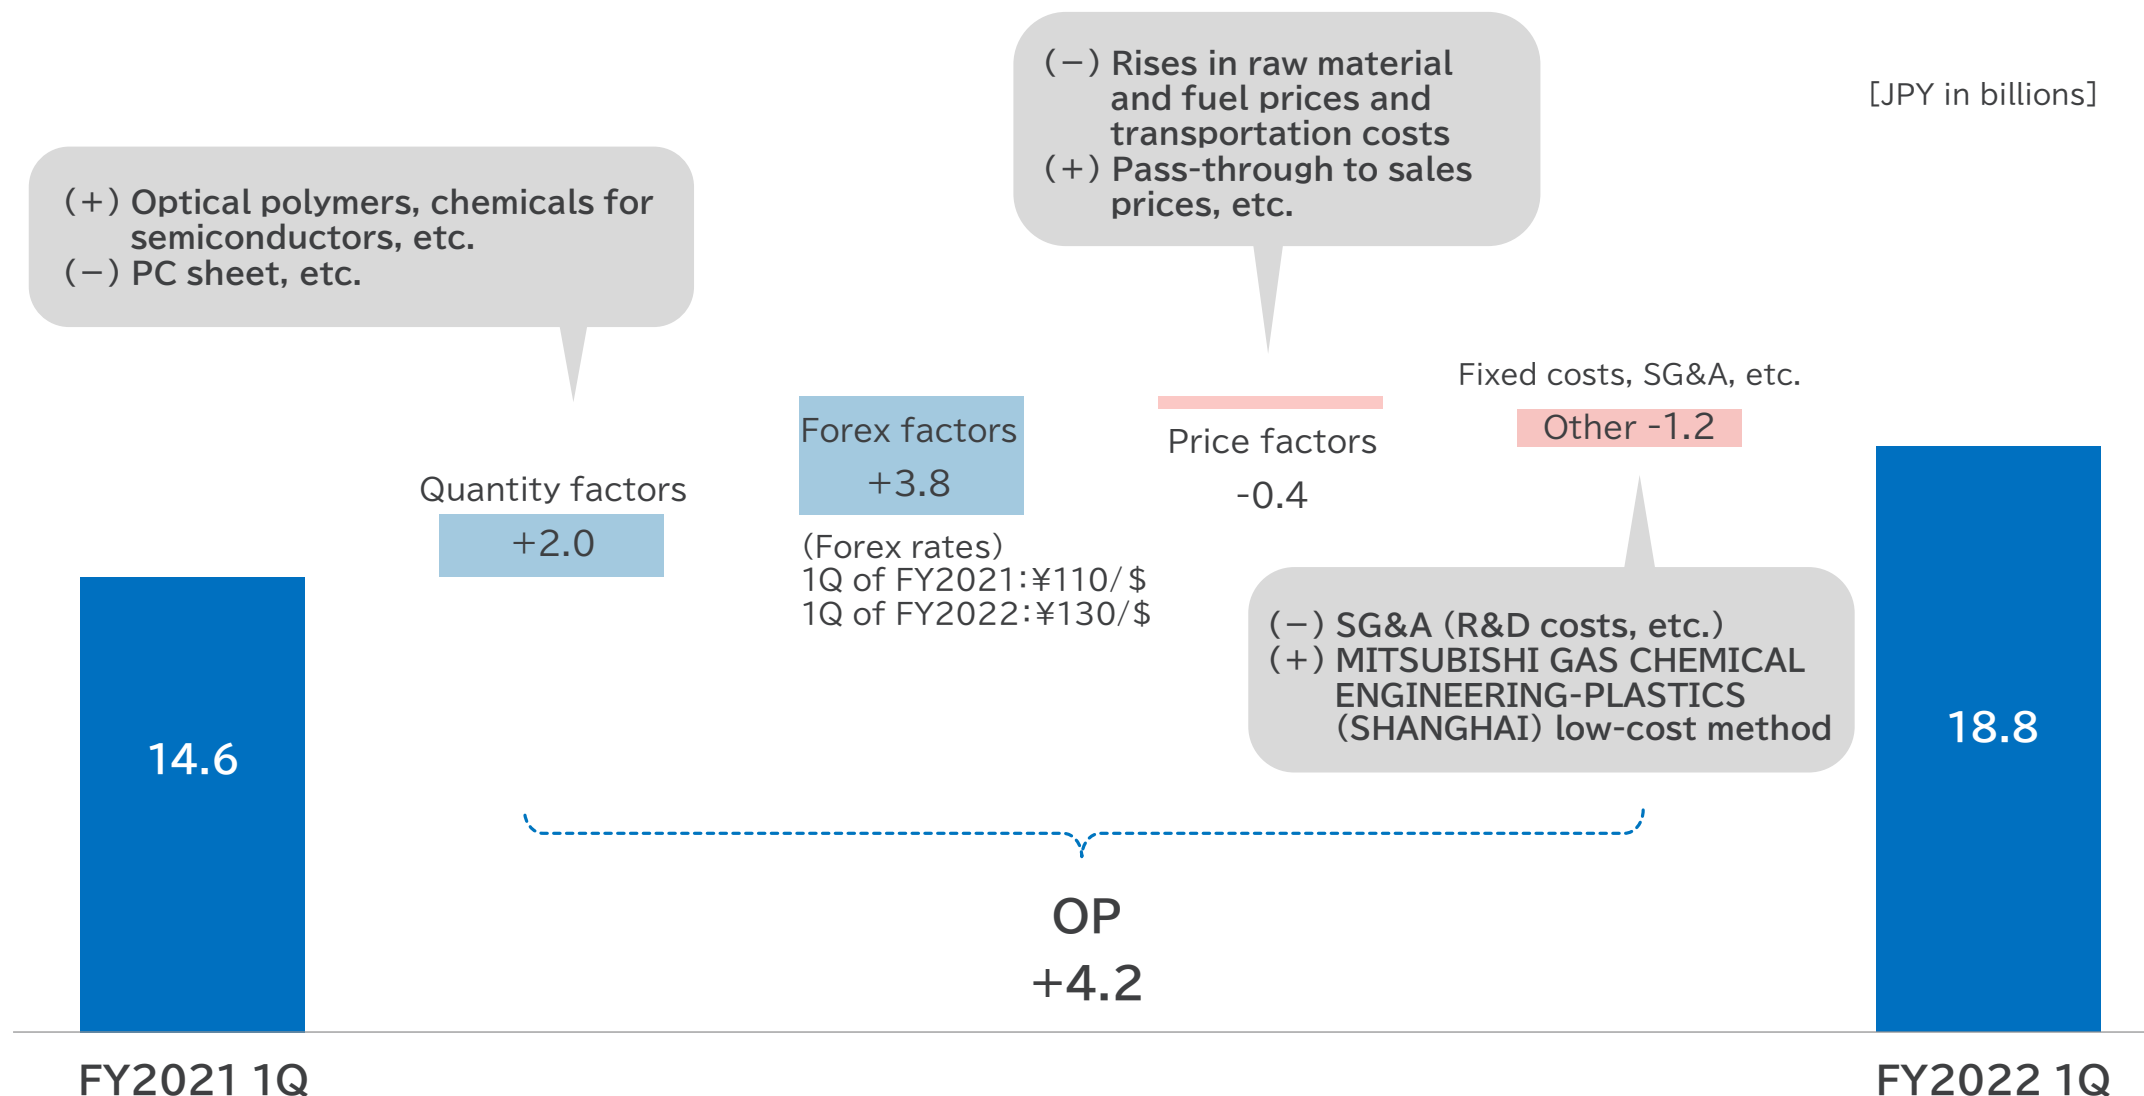 (－) Rises in raw material
and fuel prices and
transportation costs
(＋) Pass-through to sales
prices, etc.
[JPY in billions]
(＋) Optical polymers, chemicals for
semiconductors, etc.
(－) PC sheet, etc.
Fixed costs, SG&A, etc.
Quantity factors
+2.0
Forex factors
+3.8
(Forex rates)
1Q of FY2021：¥110/$
1Q of FY2022：¥130/$
Price factors
-0.4
Other -1.2
(－) SG&A (R&D costs, etc.)
(＋) MITSUBISHI GAS CHEMICAL
ENGINEERING-PLASTICS
(SHANGHAI) low-cost method
14.6
18.8
OP
+4.2
FY2021 1Q
FY2022 1Q